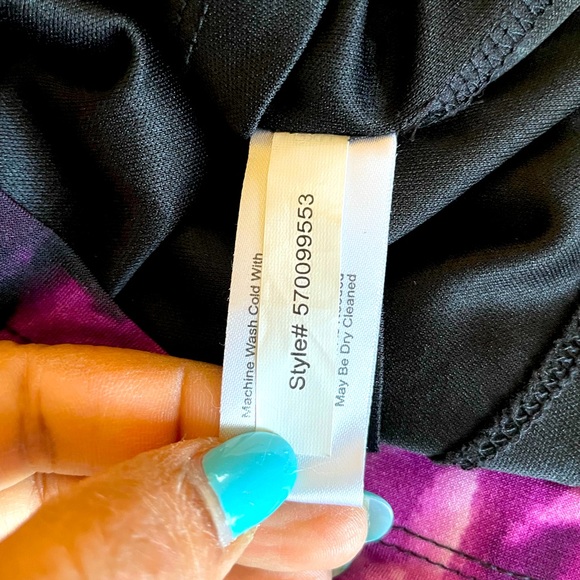 Machine Wash Cold With
Style# 570099553
May Be Dry Cleaned